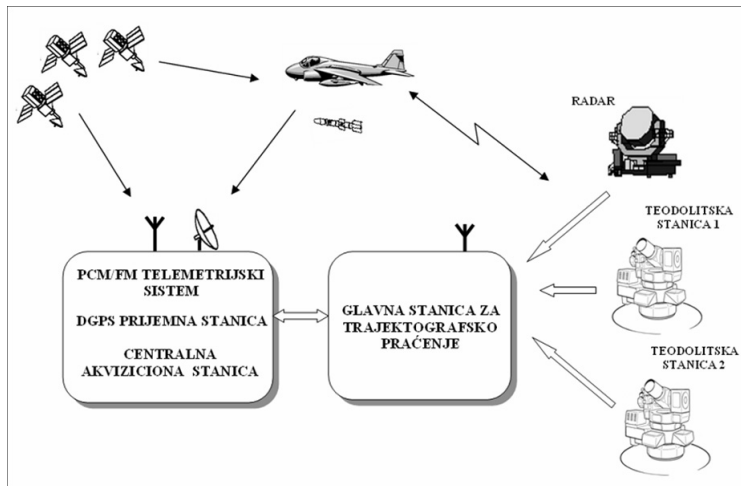 RADAR
TEODOLITSKA
STANICA 1
PCM/FM TELEMETRIJSKI
SISTEM
DGPS PRIJEMNA STANICA
CENTRALNA
AKVIZICIONA STANICA
GLAVNA STANICA ZA
TRAJEKTOGRAFSKO
PRAĆENJE
TEODOLITSKA
STANICA 2